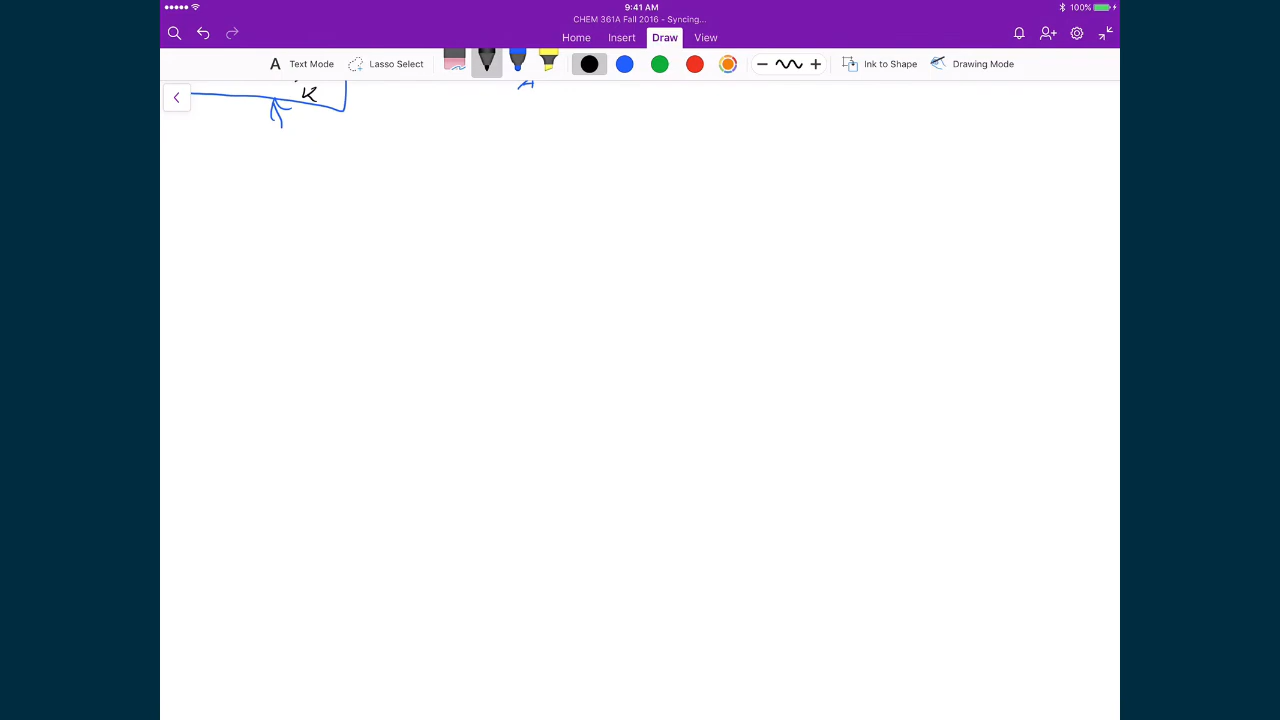 9:41 AM
100%
CHEM 361A Fall 2016 - Syncing...
Home Insert Draw View
A Text Mode Lasso Select Ink to Shape Drawing Mode
K